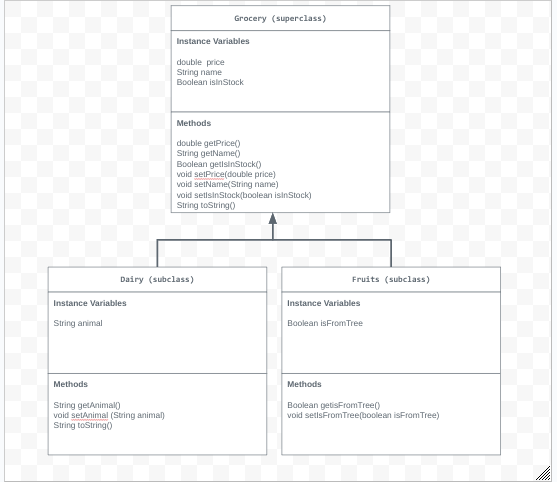 Grocery (superclass)
Instance Variables
double  price
String name
Boolean isInStock
Methods
double getPrice()
String getName()
Boolean getIsInStock()
void setPrice(double price)
void setName(String name)
void setIsInStock(boolean isInStock)
String toString()
Dairy (subclass)
Instance Variables
String animal
Methods
String getAnimal()
void setAnimal (String animal)
String toString()
Fruits (subclass)
Instance Variables
Boolean isFromTree
Methods
Boolean getisFromTree()
void setIsFromTree(boolean isFromTree)